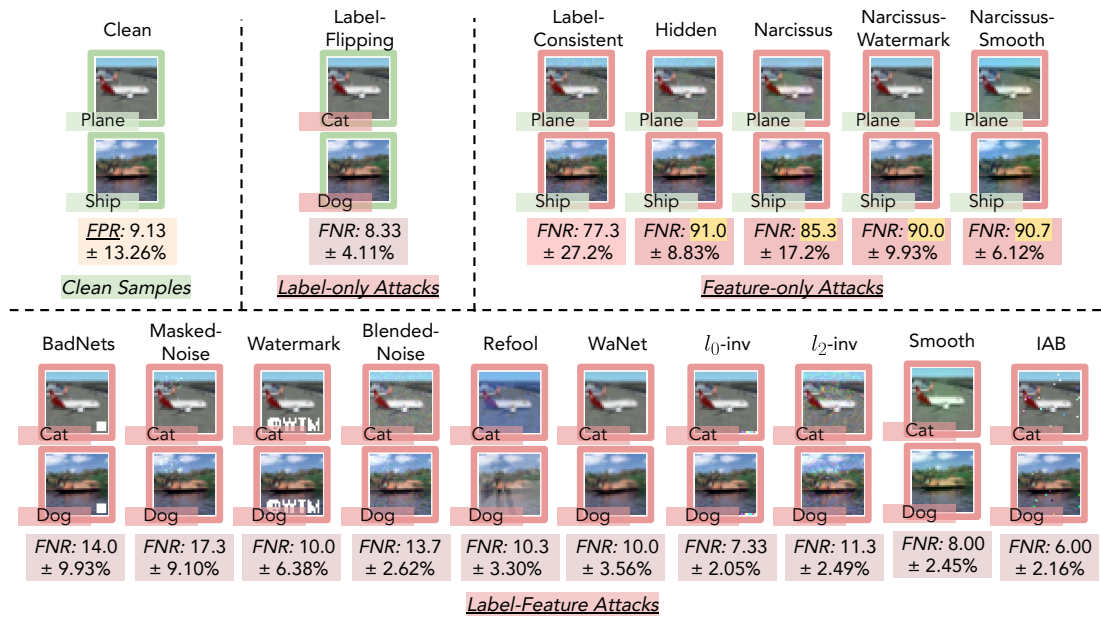 Clean
Label-
Flipping
Label-
Consistent
Hidden
Narcissus
Narcissus-
Watermark
Narcissus-
Smooth
Plane
Cat
Plane
Plane
Plane
Plane
Plane
Ship
Dog
Ship
Ship
Ship
Ship
Ship
FPR: 9.13
± 13.26%
FNR: 8.33
± 4.11%
FNR: 77.3
± 27.2%
FNR: 91.0
± 8.83%
FNR: 85.3
± 17.2%
FNR: 90.0
± 9.93%
FNR: 90.7
± 6.12%
Clean Samples
Label-only Attacks
Feature-only Attacks
BadNets
Masked-
Noise
Watermark
Blended-
Noise
Refool
WaNet
l0-inv
l2-inv
Smooth
IAB
Cat
Cat
Cat
Cat
Cat
Cat
Cat
Cat
Cat
Cat
Dog
Dog
Dog
Dog
Dog
Dog
Dog
Dog
Dog
Dog
FNR: 14.0
± 9.93%
FNR: 17.3
± 9.10%
FNR: 10.0
± 6.38%
FNR: 13.7
± 2.62%
FNR: 10.3
± 3.30%
FNR: 10.0
± 3.56%
FNR: 7.33
± 2.05%
FNR: 11.3
± 2.49%
FNR: 8.00
± 2.45%
FNR: 6.00
± 2.16%
Label-Feature Attacks